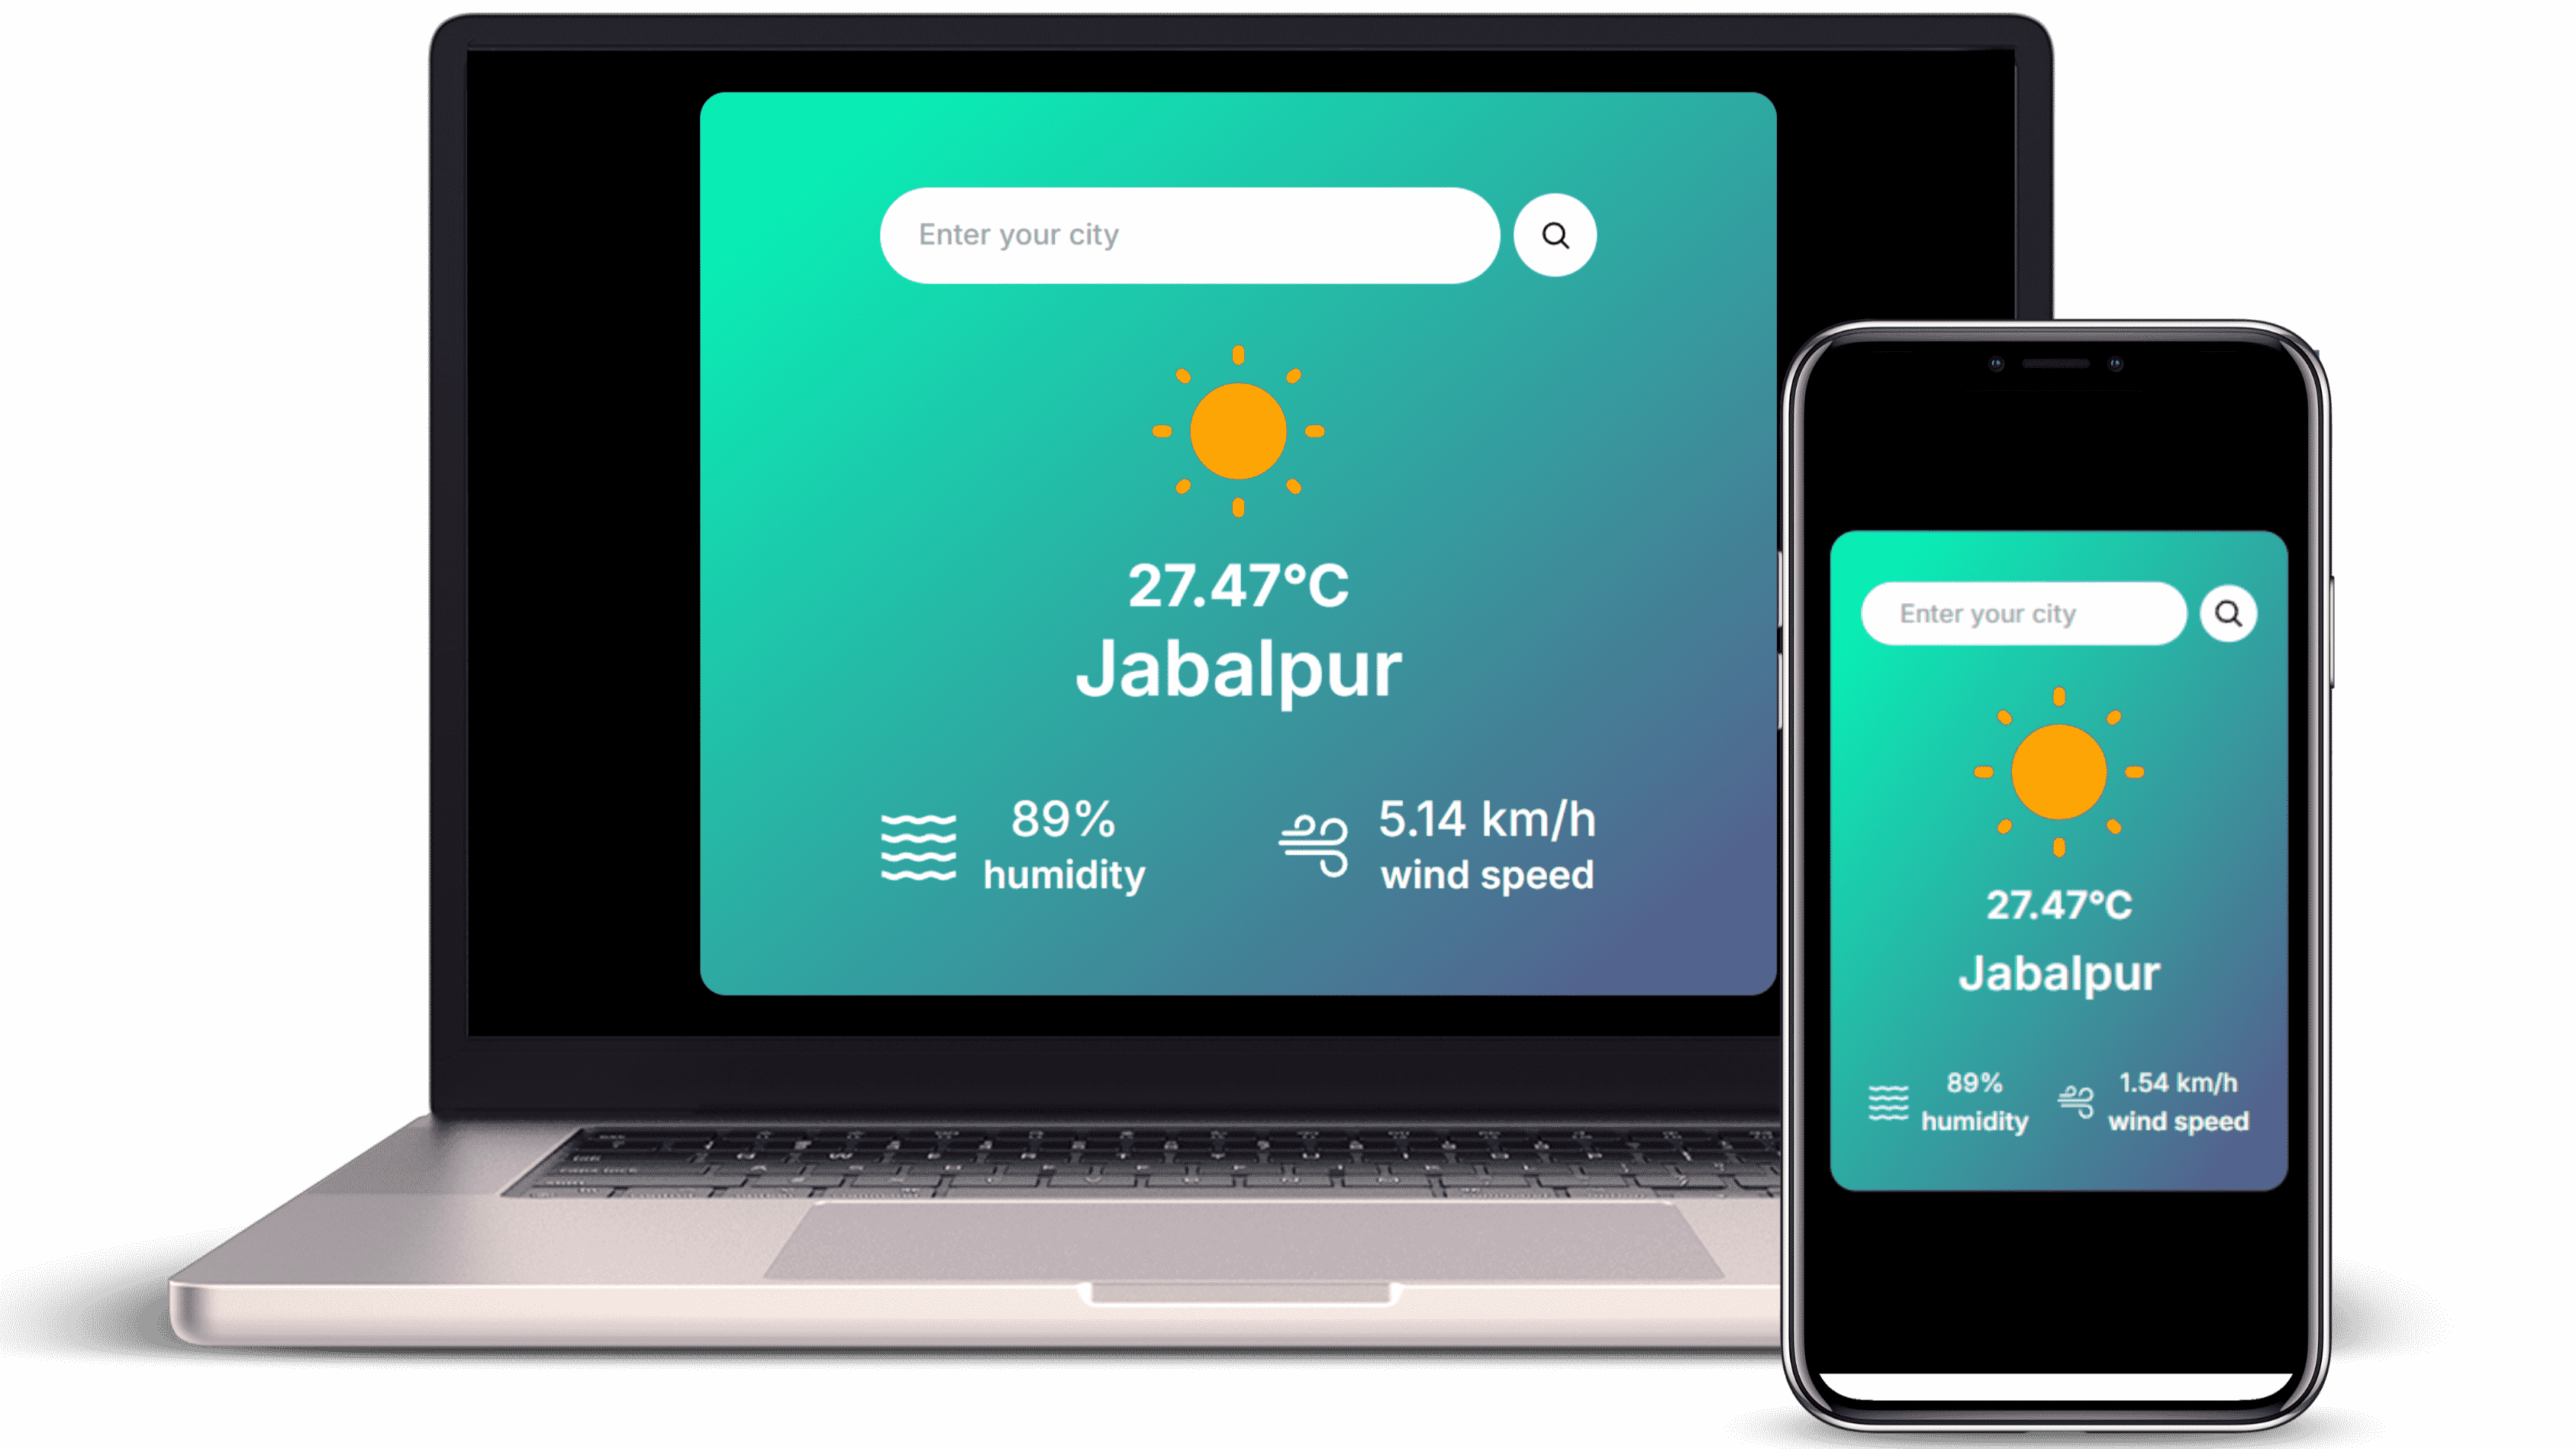 Enter your city
27.47°C
Jabalpur
89%
humidity
5.14 km/h
wind speed
Enter your city
27.47°C
Jabalpur
89%
humidity
1.54 km/h
wind speed